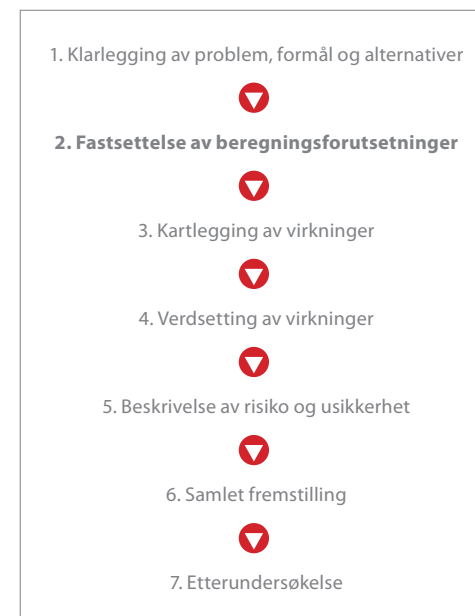 1. Klarlegging av problem, formål og alternativer
2. Fastsettelse av beregningsforutsetninger
3. Kartlegging av virkninger
4. Verdsetting av virkninger
5. Beskrivelse av risiko og usikkerhet
6. Samlet fremstilling
7. Etterundersøkelse